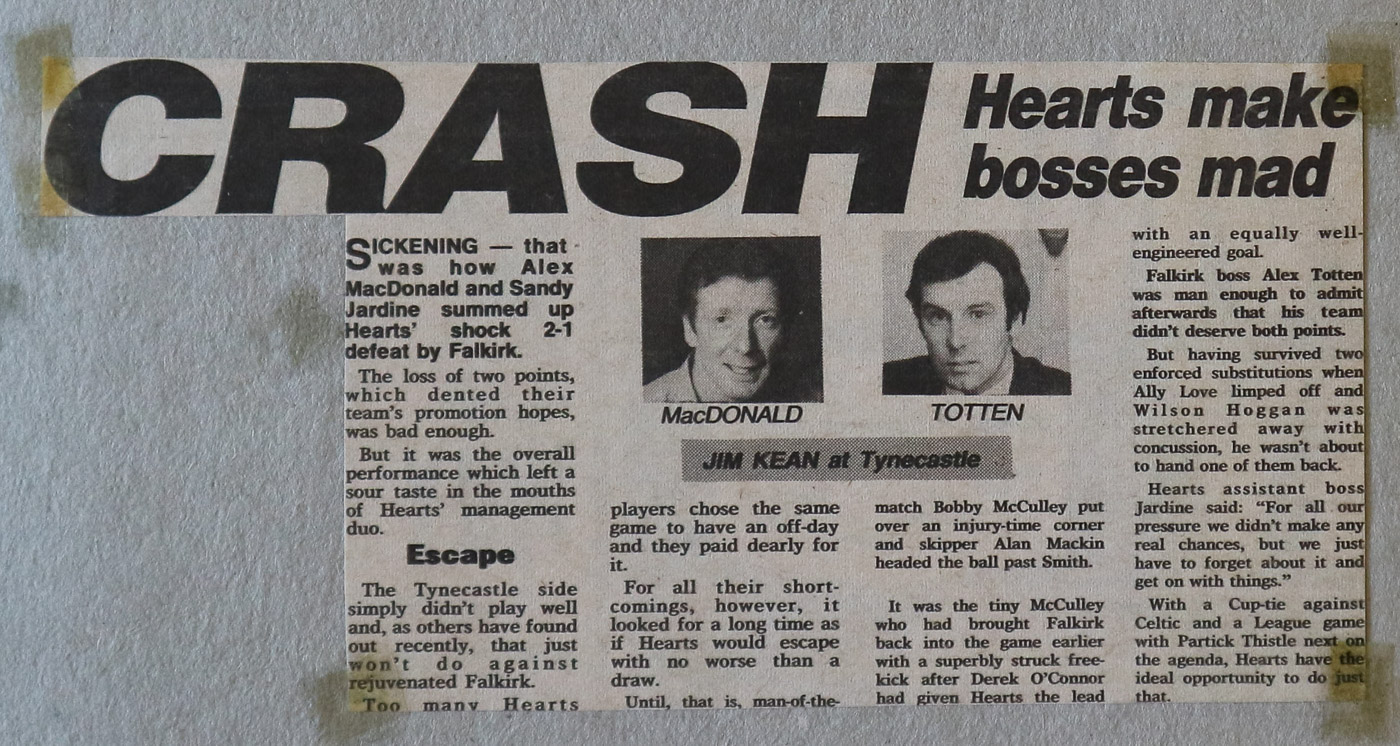 CRASH
Hearts make
bosses mad
SICKENING — that
was how Alex
MacDonald and Sandy
Jardine summed up
Hearts' shock 2-1
defeat by Falkirk.
The loss of two points,
which dented their
team's promotion hopes,
was bad enough.
But it was the overall
performance which left a
sour taste in the mouths
of Hearts' management
duo.
Escape
The Tynecastle side
simply didn't play well
and, as others have found
out recently, that just
won't do against
rejuvenated Falkirk.
Too many Hearts
MacDONALD
TOTTEN
JIM KEAN at Tynecastle
players chose the same
game to have an off-day
and they paid dearly for
it.
For all their short-
comings, however, it
looked for a long time as
if Hearts would escape
with no worse than a
draw.
Until, that is, man-of-the-
match Bobby McCulley put
over an injury-time corner
and skipper Alan Mackin
headed the ball past Smith.
It was the tiny McCulley
who had brought Falkirk
back into the game earlier
with a superbly struck free-
kick after Derek O'Connor
had given Hearts the lead
with an equally well-
engineered goal.
Falkirk boss Alex Totten
was man enough to admit
afterwards that his team
didn't deserve both points.
But having survived two
enforced substitutions when
Ally Love limped off and
Wilson Hoggan was
stretchered away with
concussion, he wasn't about
to hand one of them back.
Hearts assistant boss
Jardine said: "For all our
pressure we didn't make any
real chances, but we just
have to forget about it and
get on with things."
With a Cup-tie against
Celtic and a League game
with Partick Thistle next on
the agenda, Hearts have the
ideal opportunity to do just
that.